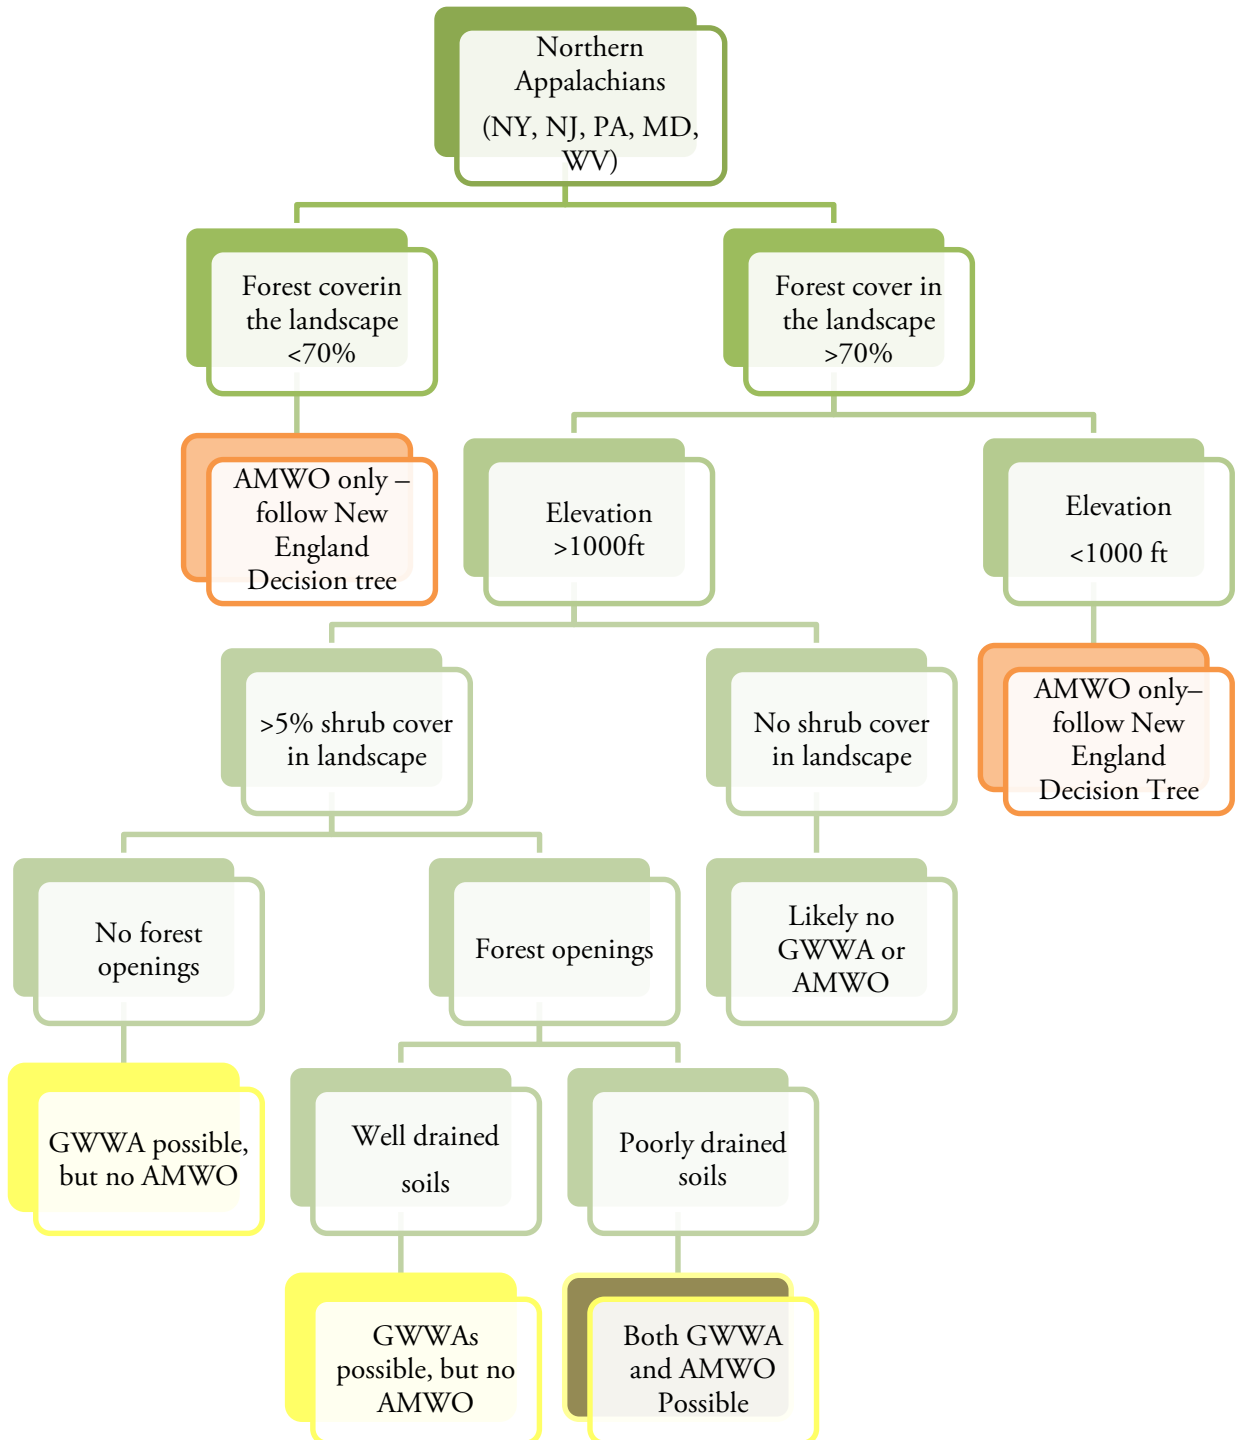 Northern
Appalachians
(NY, NJ, PA, MD,
WV)
Forest coverin
the landscape
<70%
Forest cover in
the landscape
>70%
AMWO only –
follow New
England
Decision tree
Elevation
>1000ft
Elevation
<1000 ft
>5% shrub cover
in landscape
No shrub cover
in landscape
AMWO only–
follow New
England
Decision Tree
No forest
openings
Forest openings
Likely no
GWWA or
AMWO
GWWA possible,
but no AMWO
Well drained
soils
Poorly drained
soils
GWWAs
possible, but no
AMWO
Both GWWA
and AMWO
Possible